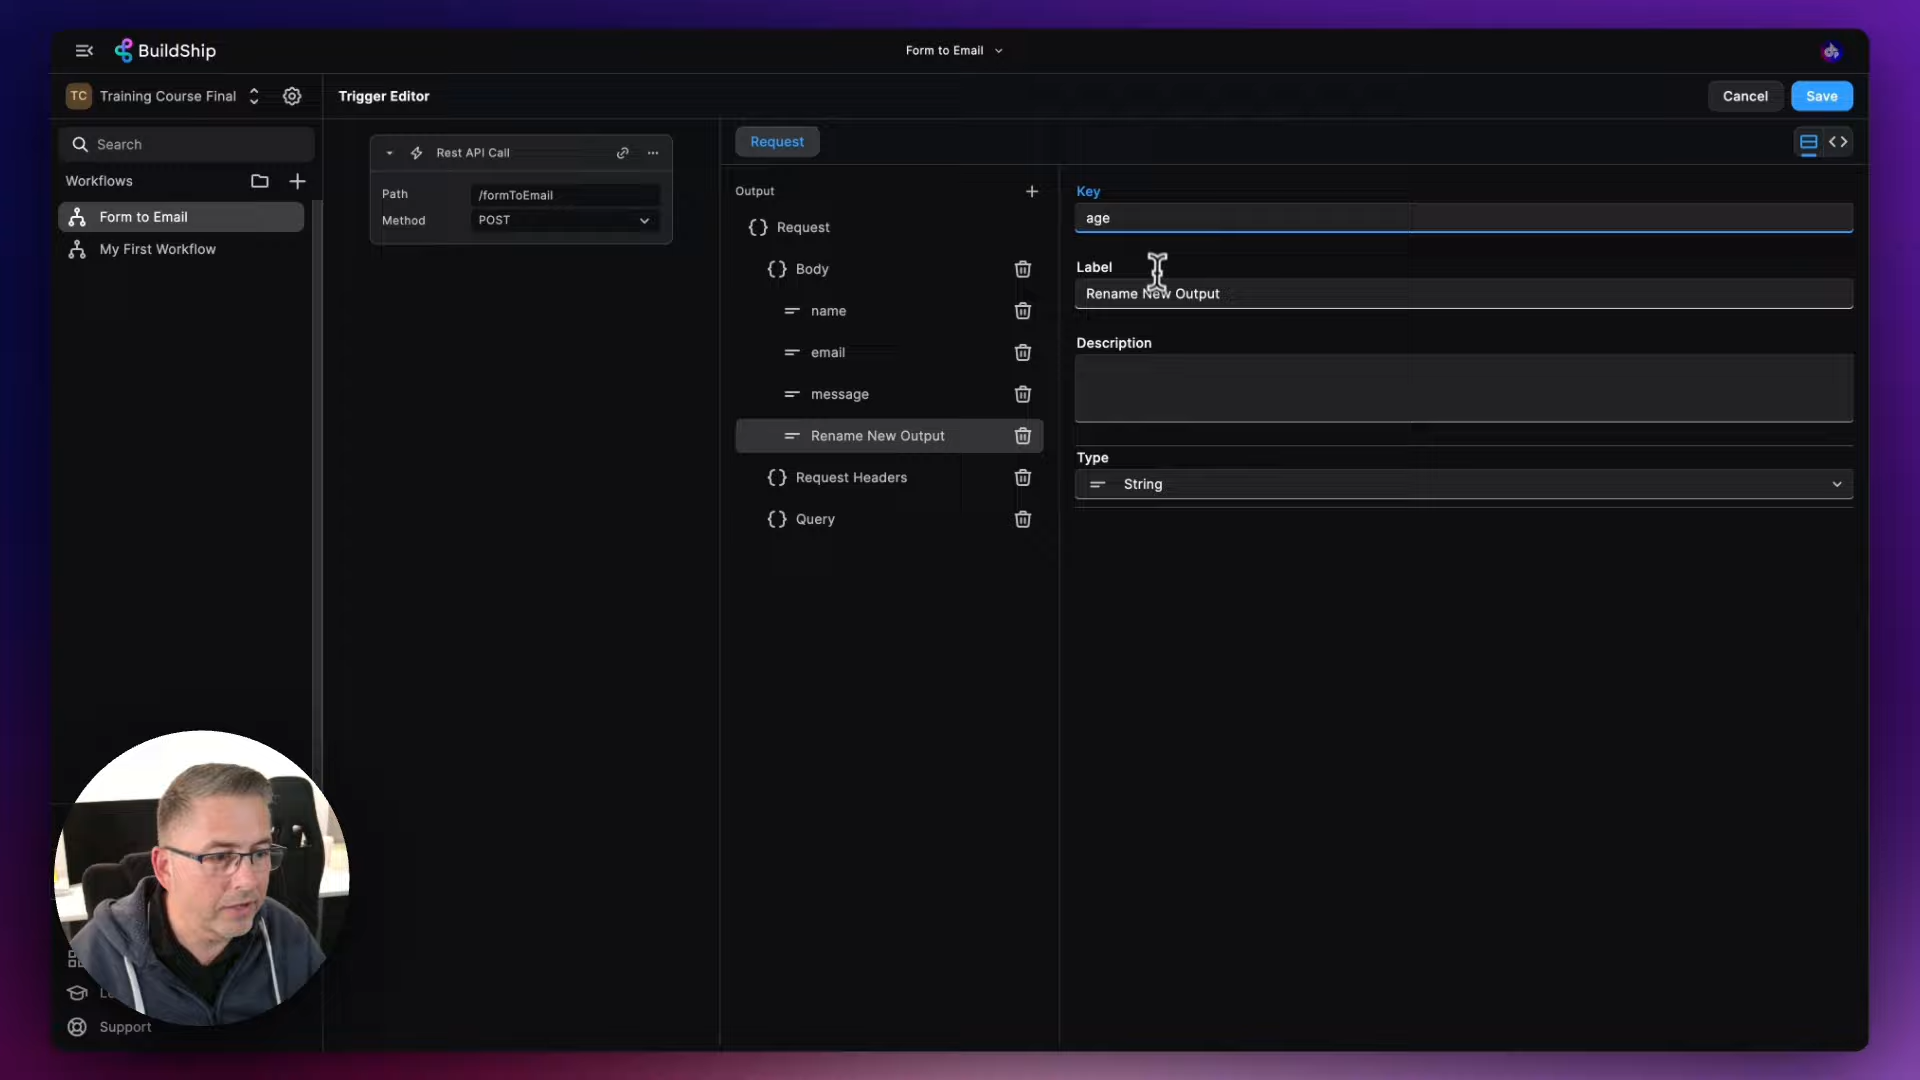 BuildShip
Form to Email
TC Training Course Final
Trigger Editor
Cancel
Save
Search
Workflows
Form to Email
My First Workflow
Support
Rest API Call
Path
/formToEmail
Method
POST
Request
Output
Request
Body
name
email
message
Rename New Output
Request Headers
Query
Key
age
Label
Rename New Output
Description
Type
String